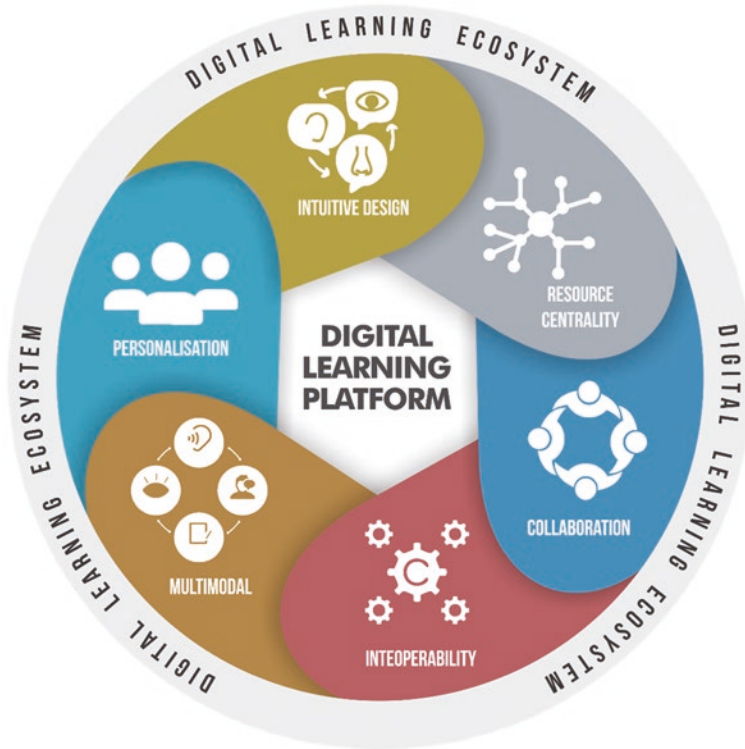 DIGITAL LEARNING ECOSYSTEM
INTUITIVE DESIGN
RESOURCE
CENTRALITY
PERSONALISATION
DIGITAL
LEARNING
PLATFORM
COLLABORATION
MULTIMODAL
C
INTEOPERABILITY
DIGITAL LEARNING ECOSYSTEM
DIGITAL LEARNING ECOSYSTEM